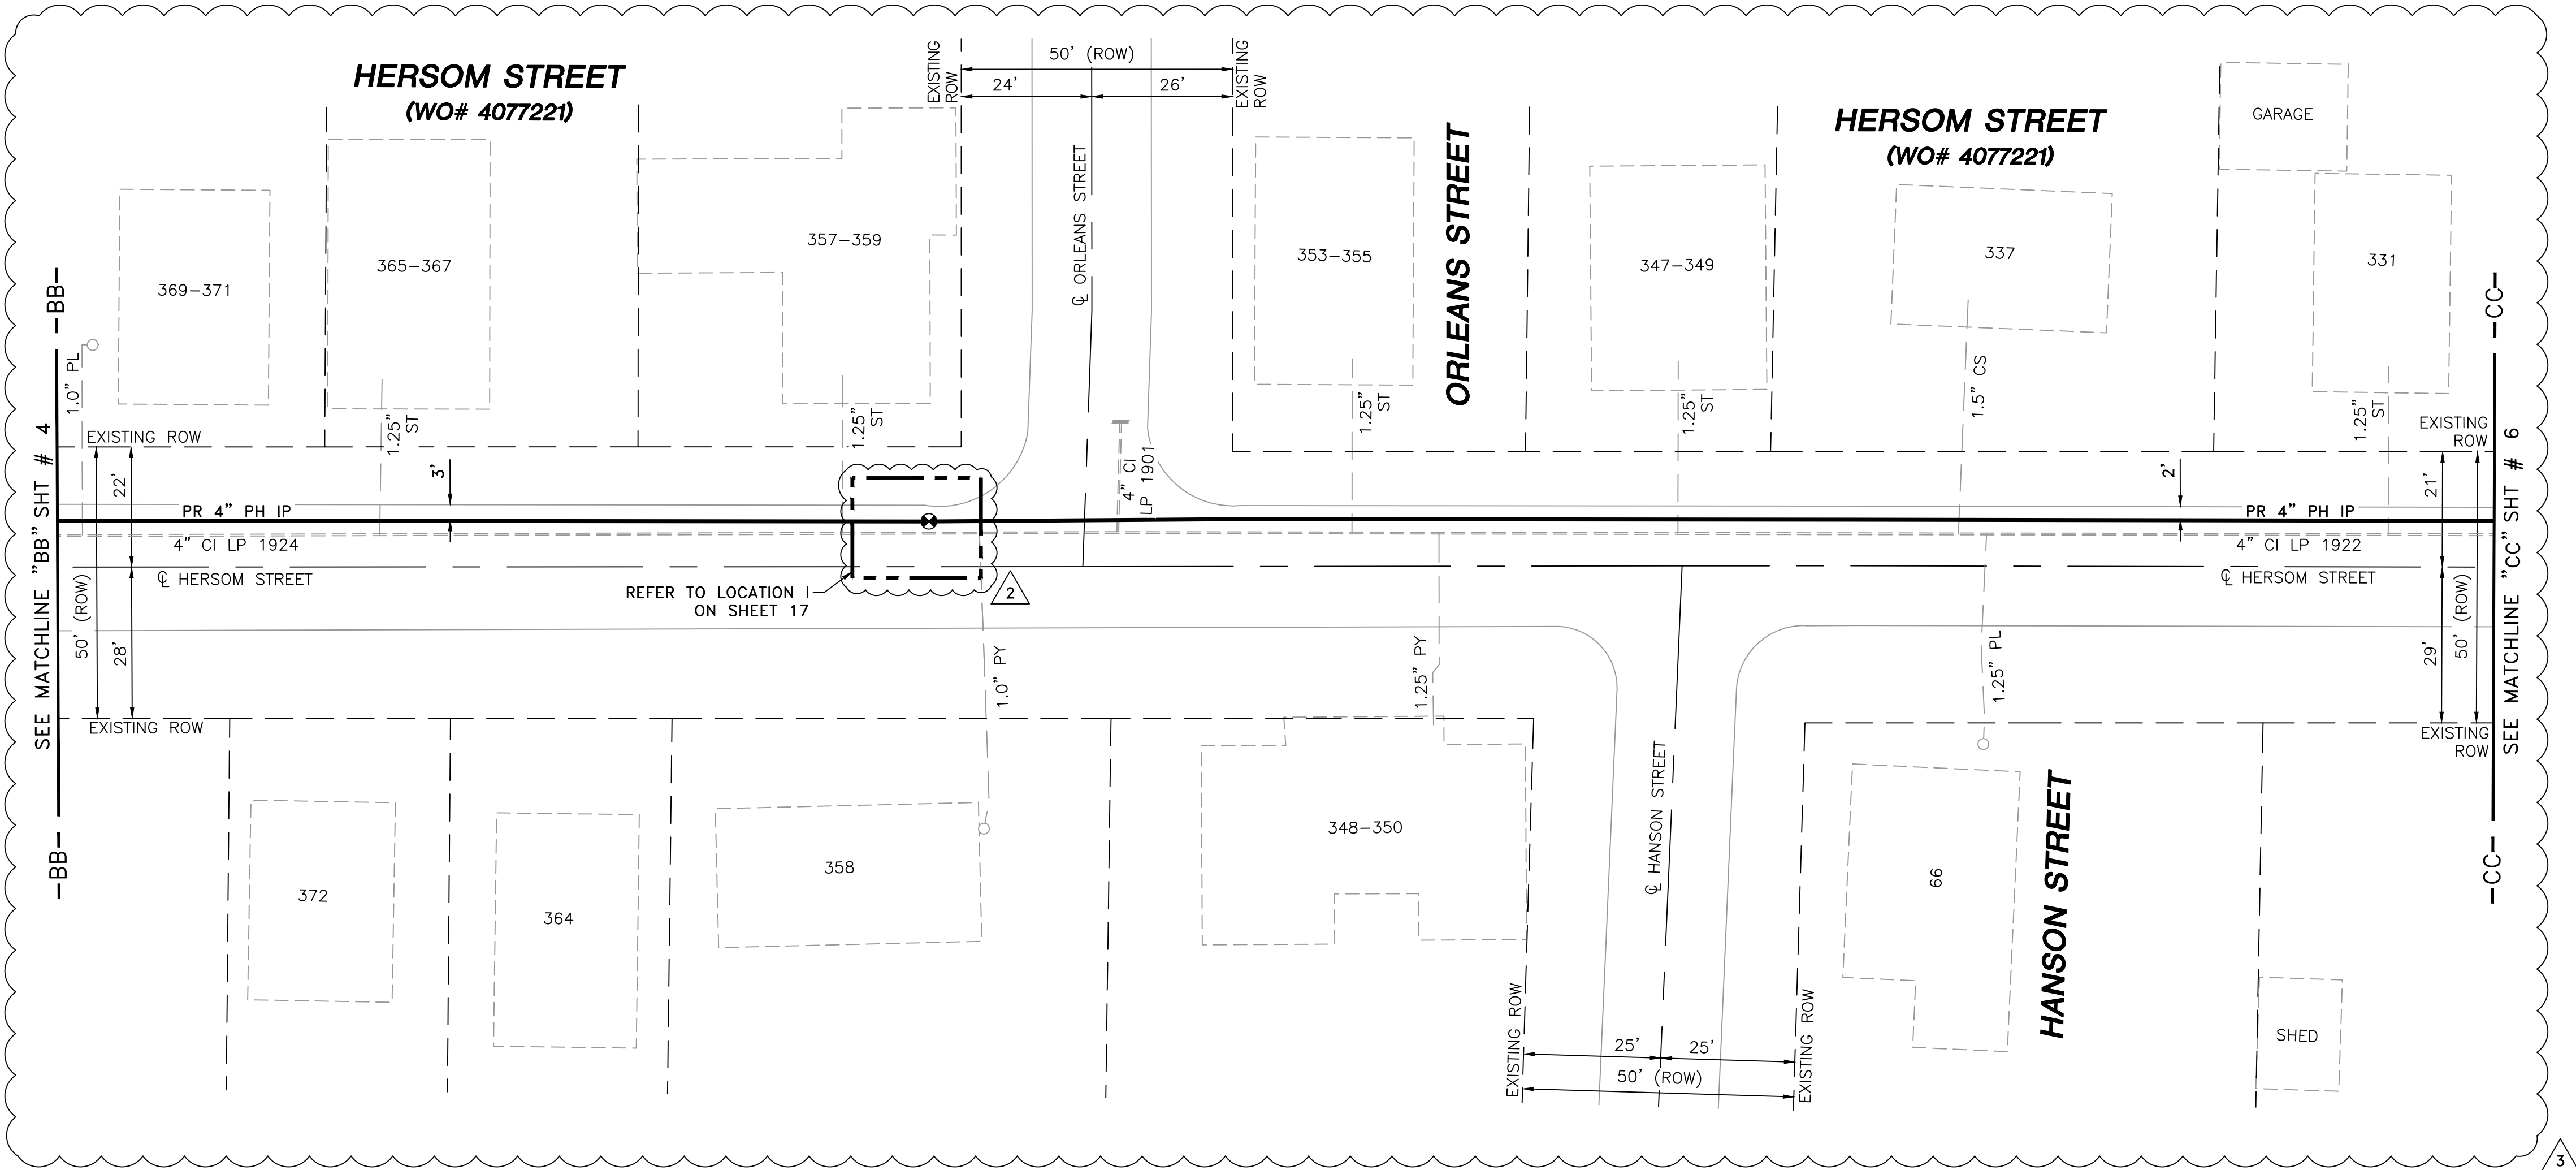 HERSOM STREET
(WO# 4077221)
EXISTING
ROW
50' (ROW)
24'
26'
EXISTING
ROW
HERSOM STREET
(WO# 4077221)
GARAGE
ORLEANS STREET
℄ ORLEANS STREET
369-371
365-367
357-359
353-355
347-349
337
331
-BB-
-CC-
1.0" PL
1.25"
ST
1.25"
ST
1.25"
ST
1.25"
ST
1.5" CS
1.25"
ST
SEE MATCHLINE "BB" SHT # 4
EXISTING ROW
22'
3'
4" CI
LP 1901
2'
EXISTING
ROW
21'
SEE MATCHLINE "CC" SHT # 6
PR 4" PH IP
PR 4" PH IP
4" CI LP 1924
4" CI LP 1922
℄ HERSOM STREET
℄ HERSOM STREET
REFER TO LOCATION I
ON SHEET 17
2
50' (ROW)
28'
EXISTING ROW
1.0" PY
1.25" PY
1.25" PL
29'
50' (ROW)
EXISTING
ROW
372
364
358
348-350
℄ HANSON STREET
66
HANSON STREET
-BB-
-CC-
EXISTING ROW
25'
25'
50' (ROW)
EXISTING ROW
SHED
3